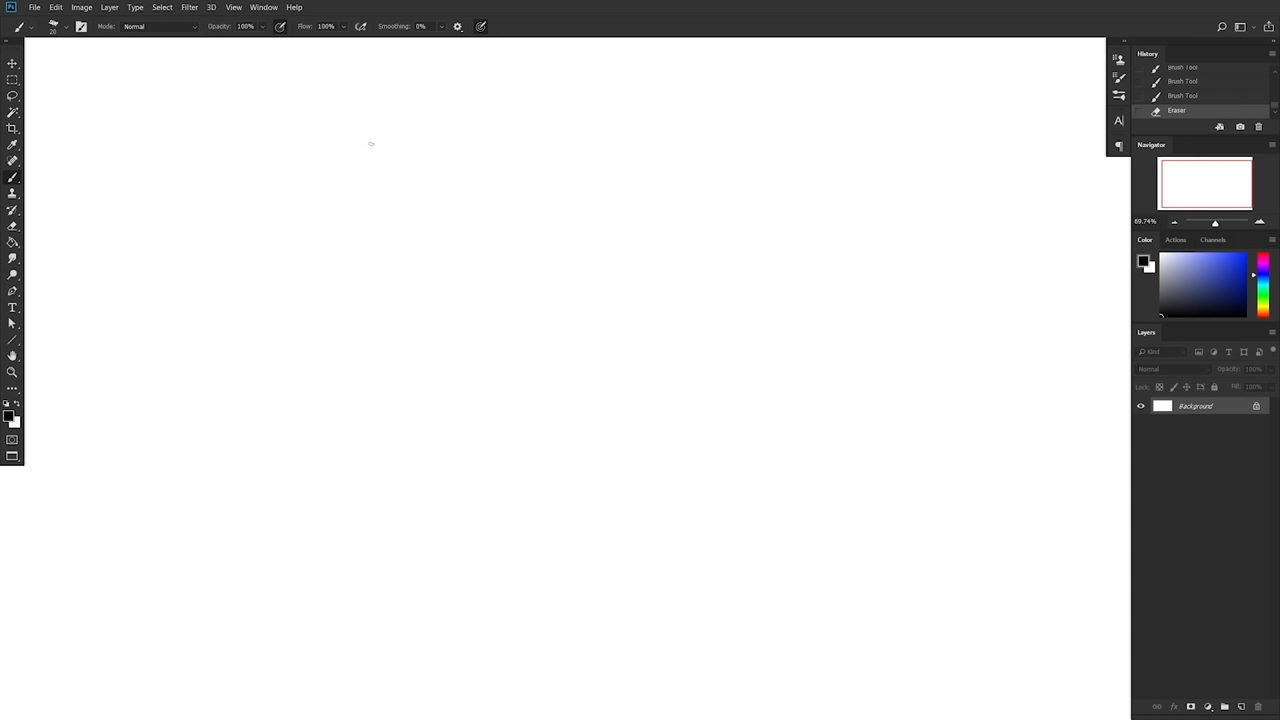 Ps File Edit Image Layer Type Select Filter 3D View Window Help
20 Mode: Normal Opacity: 100% Flow: 100% Smoothing: 0%
History
Brush Tool
Brush Tool
Brush Tool
Eraser
Navigator
69.74%
Color Actions Channels
Layers
Kind
Normal Opacity: 100%
Lock: Fill: 100%
Background